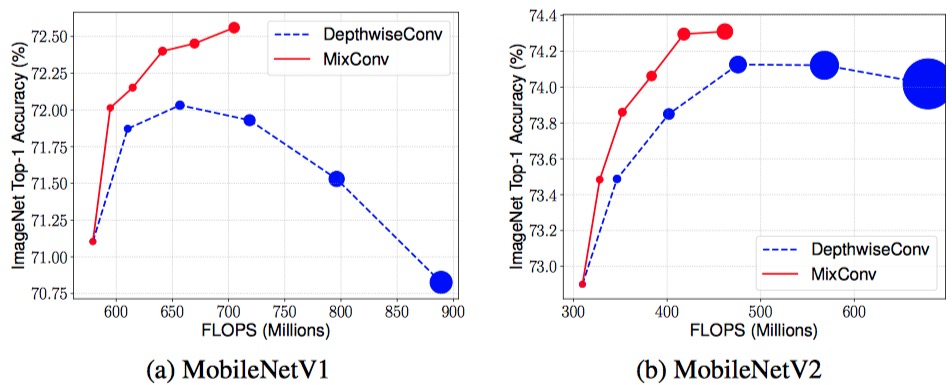 ImageNet Top-1 Accuracy (%)
72.50
72.25
72.00
71.75
71.50
71.25
71.00
70.75
600
650
700
750
800
850
900
FLOPS (Millions)
DepthwiseConv
MixConv
(a) MobileNetV1
ImageNet Top-1 Accuracy (%)
74.4
74.2
74.0
73.8
73.6
73.4
73.2
73.0
300
400
500
600
FLOPS (Millions)
DepthwiseConv
MixConv
(b) MobileNetV2